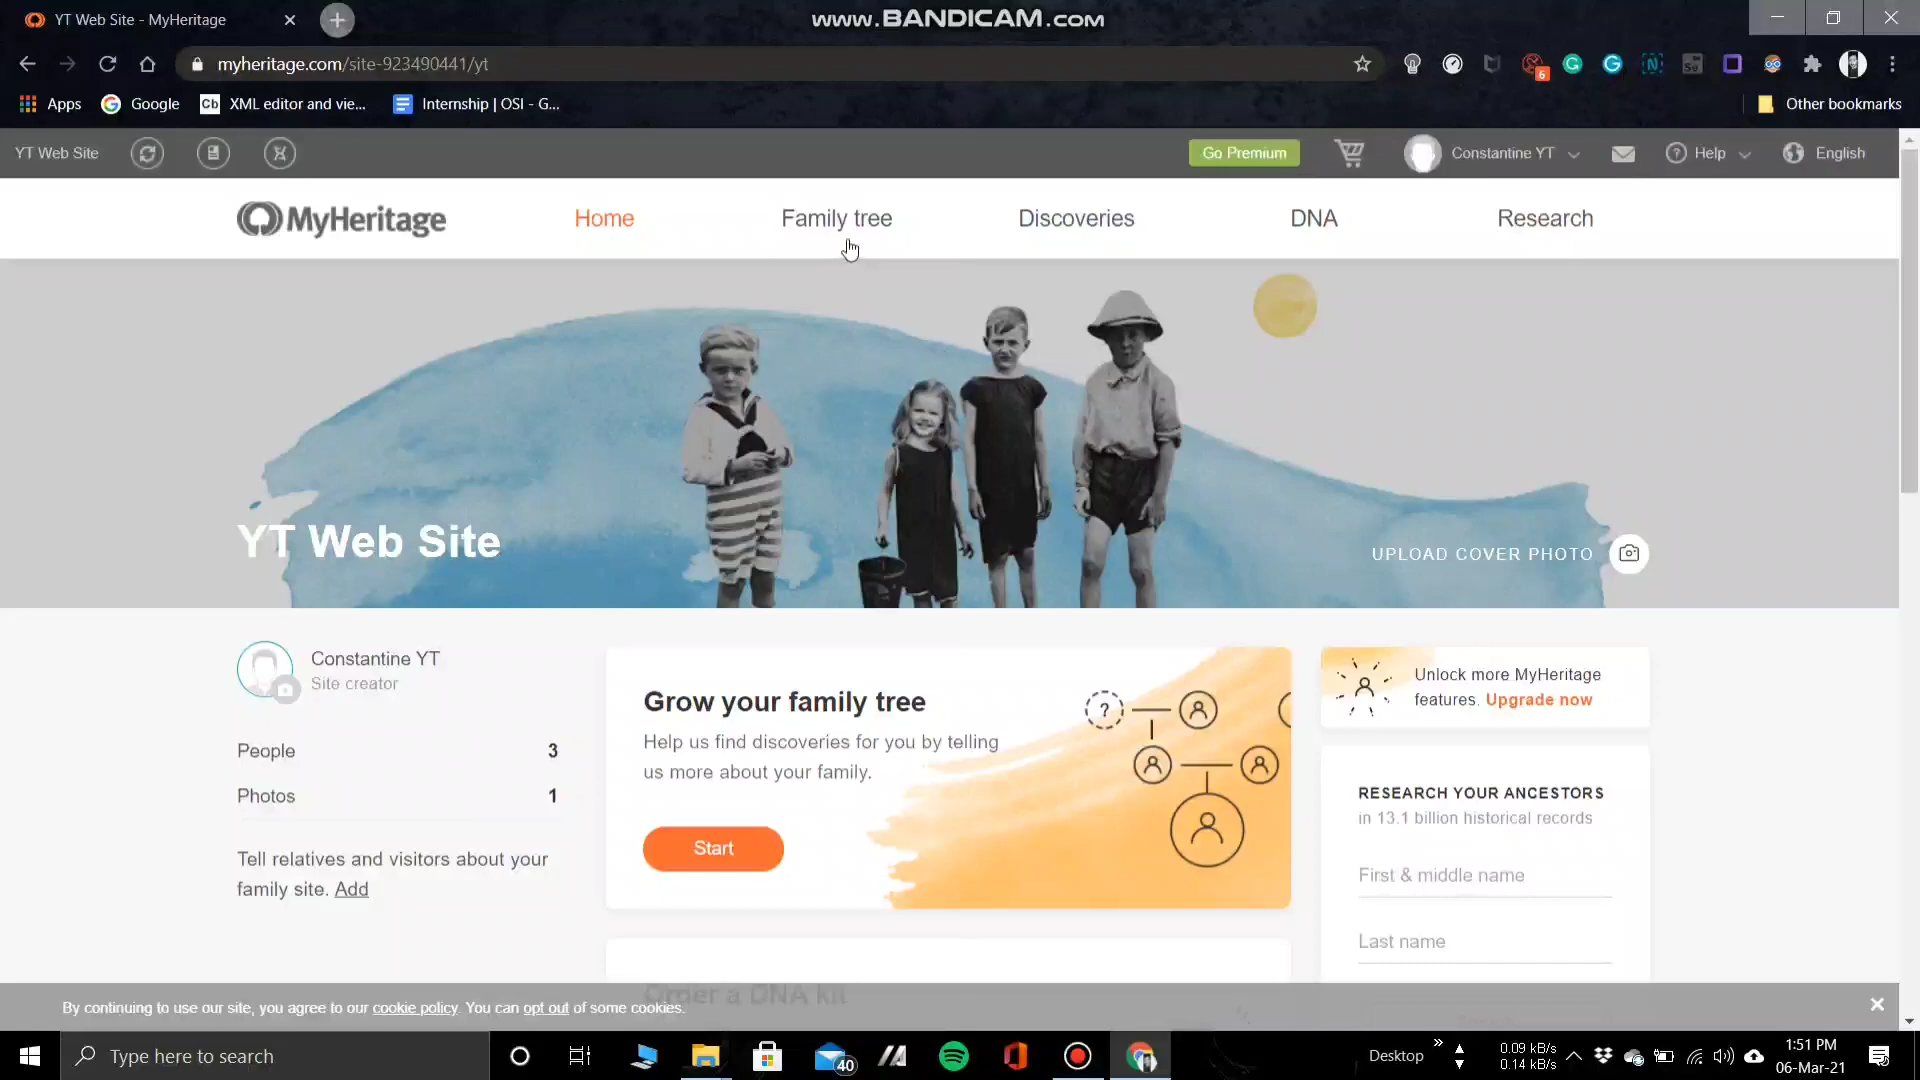 YT Web Site - MyHeritage
www.BANDICAM.com
myheritage.com/site-923490441/yt
6
Apps
Google
Cb XML editor and vie...
Internship | OSI - G...
Other bookmarks
YT Web Site
Go Premium
Constantine YT
Help
English
MyHeritage
Home
Family tree
Discoveries
DNA
Research
YT Web Site
UPLOAD COVER PHOTO
Constantine YT
Site creator
People 3
Photos 1
Tell relatives and visitors about your
family site. Add
Grow your family tree
Help us find discoveries for you by telling
us more about your family.
Start
?
Unlock more MyHeritage
features. Upgrade now
RESEARCH YOUR ANCESTORS
in 13.1 billion historical records
First & middle name
Last name
Order a DNA kit
By continuing to use our site, you agree to our cookie policy. You can opt out of some cookies.
Type here to search
40
Desktop
0.09 kB/s
0.14 kB/s
1:51 PM
06-Mar-21